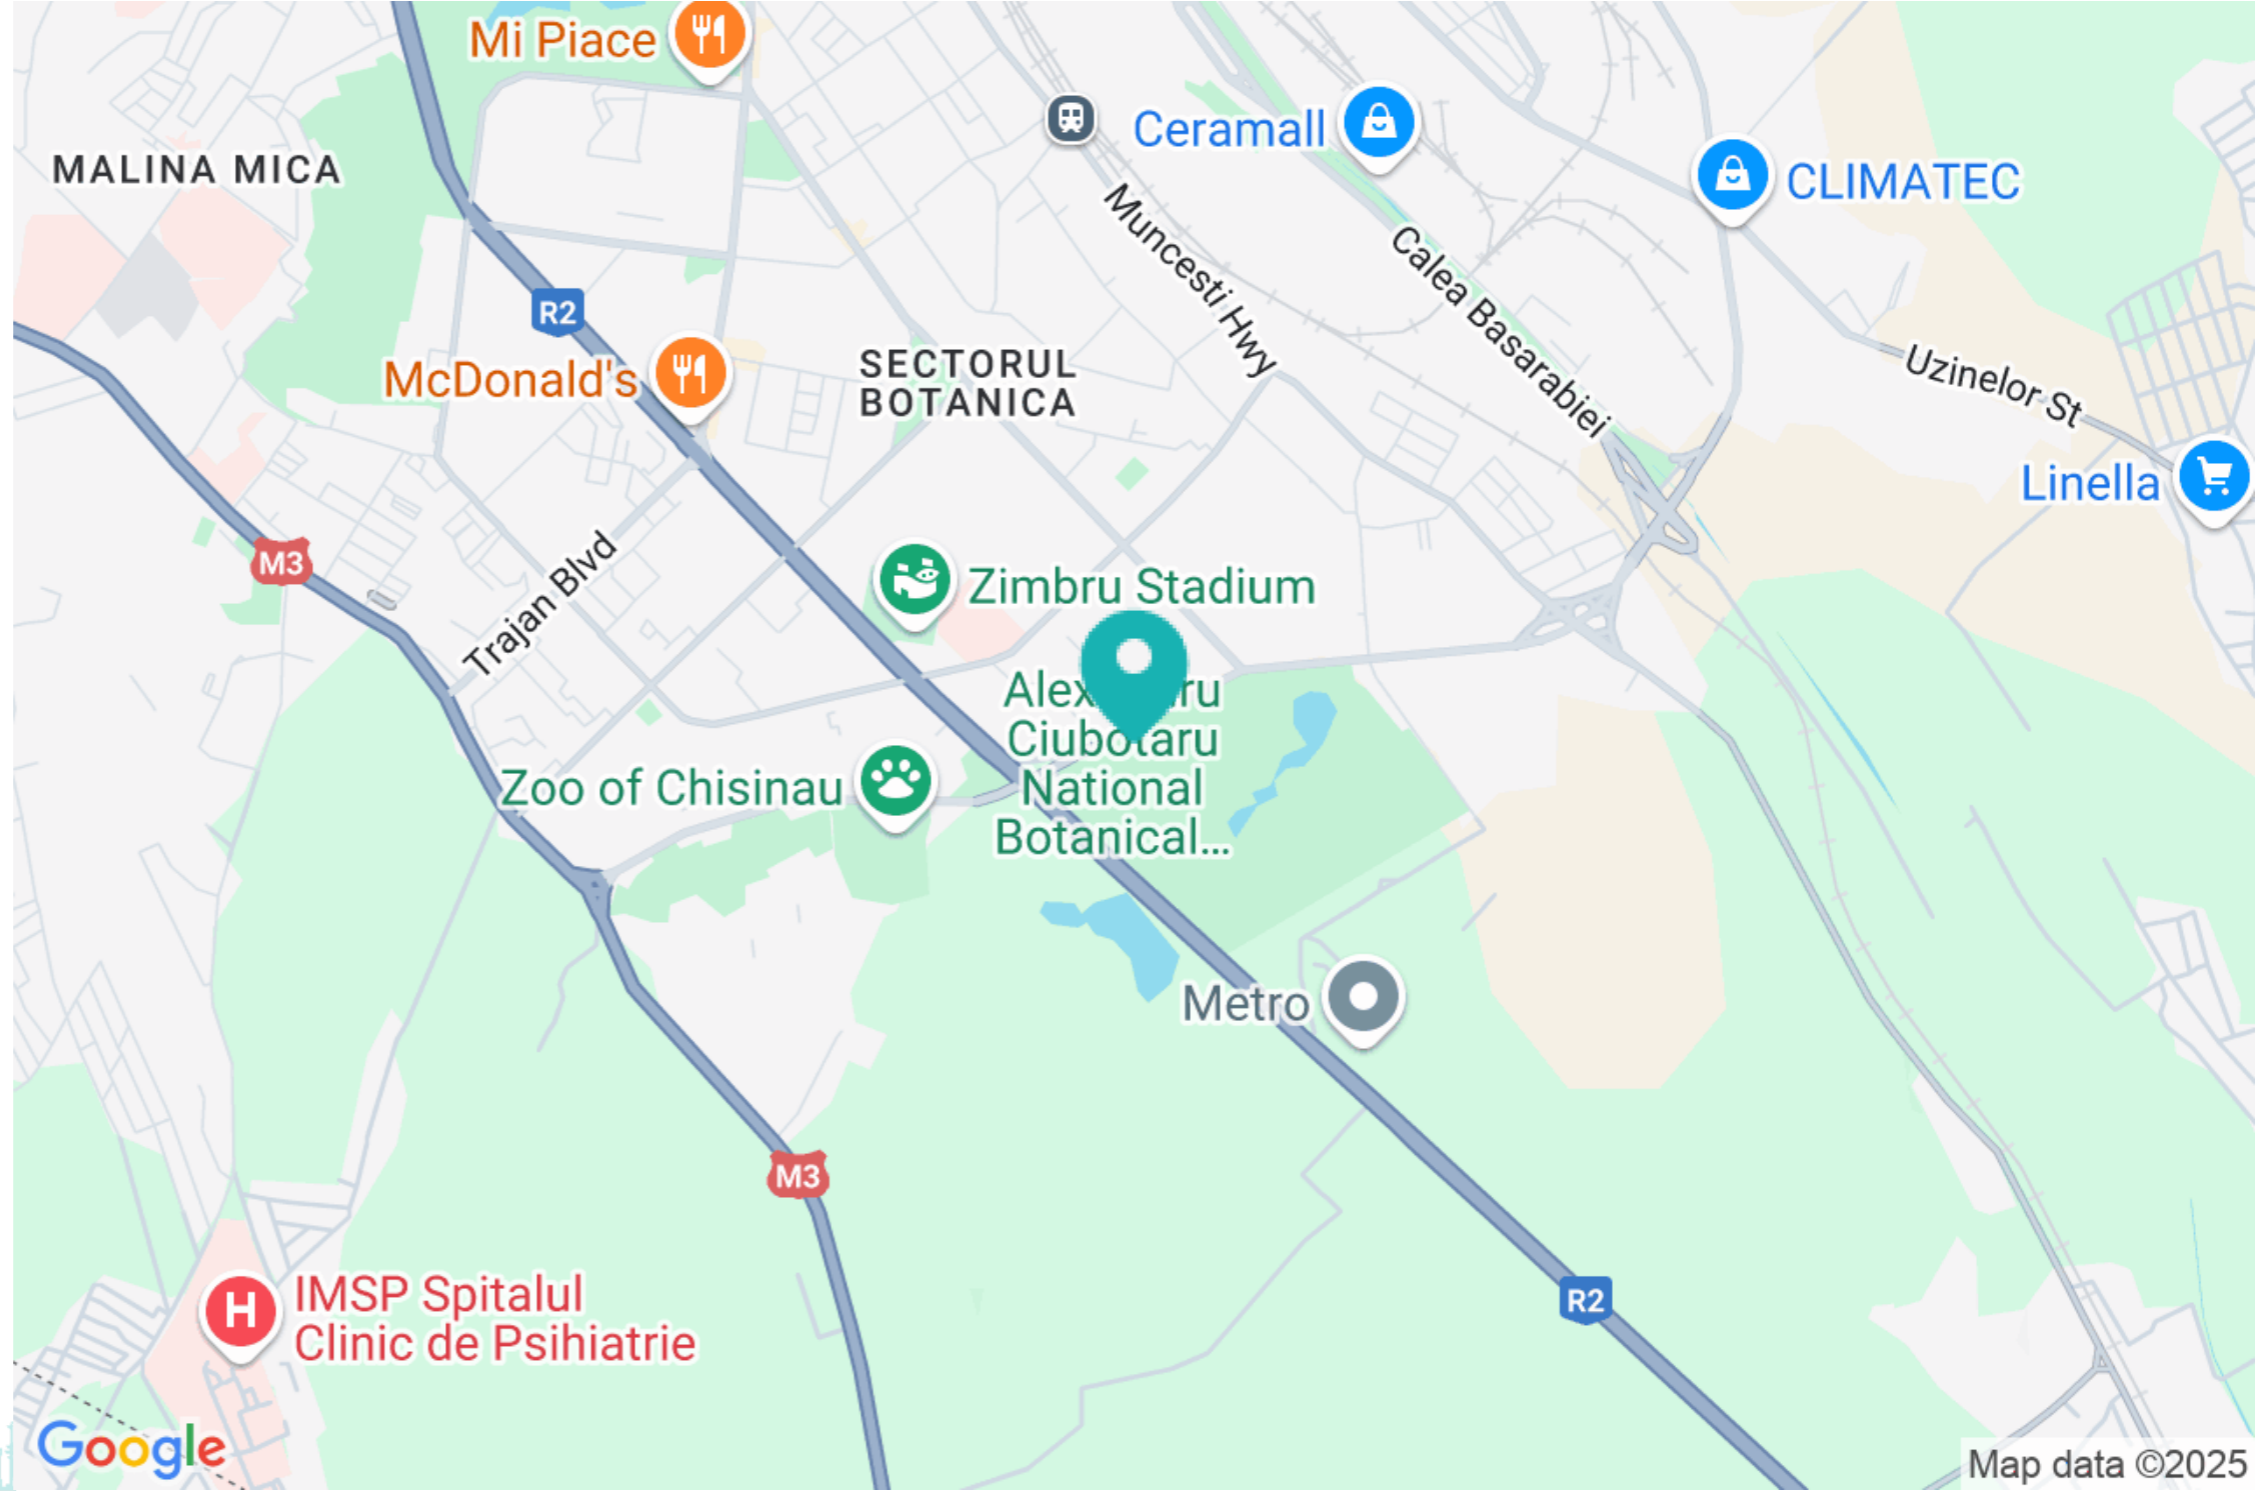 Mi Piace
Ceramall
MALINA MICA
CLIMATEC
Muncesti Hwy
Calea Basarabiei
R2
McDonald's
SECTORUL
BOTANICA
Uzinelor St
Linella
M3
Trajan Blvd
Zimbru Stadium
Ciubotaru
National
Botanical...
Zoo of Chisinau
Metro
M3
IMSP Spitalul
Clinic de Psihiatrie
H
R2
Google
Map data ©2025